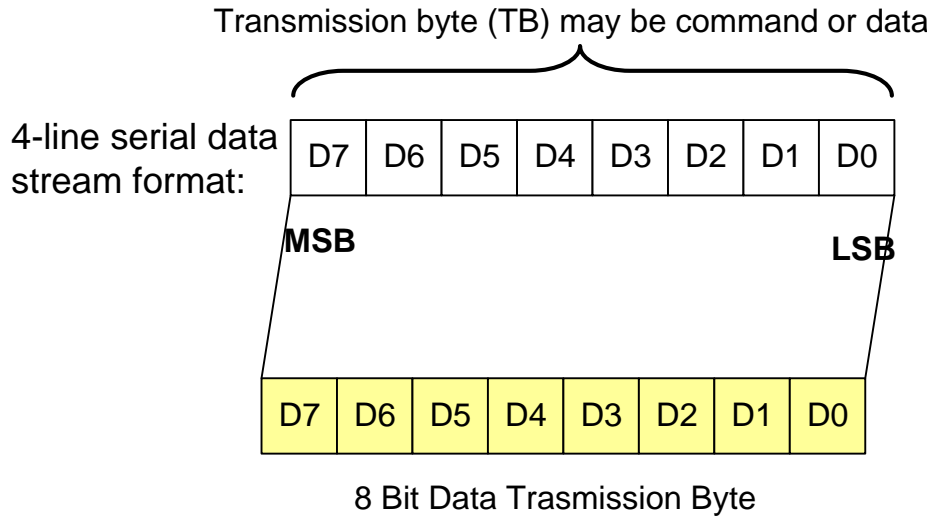 Transmission byte (TB) may be command or data
4-line serial data
stream format:
D7 D6 D5 D4 D3 D2 D1 D0
MSB LSB
D7 D6 D5 D4 D3 D2 D1 D0
8 Bit Data Trasmission Byte